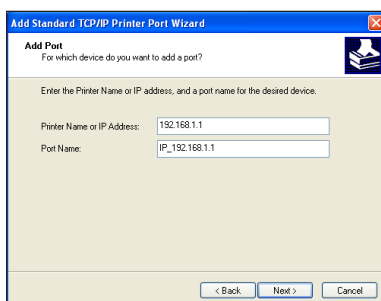 Add Standard TCP/IP Printer Port Wizard
Add Port
For which device do you want to add a port?
Enter the Printer Name or IP address, and a port name for the desired device.
Printer Name or IP Address: 192.168.1.1
Port Name: IP_192.168.1.1
< Back Next > Cancel